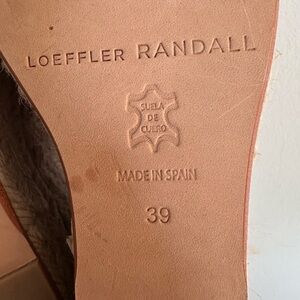 LOEFFLER RANDALL
SUELA
DE
CUERO
MADE IN SPAIN
39